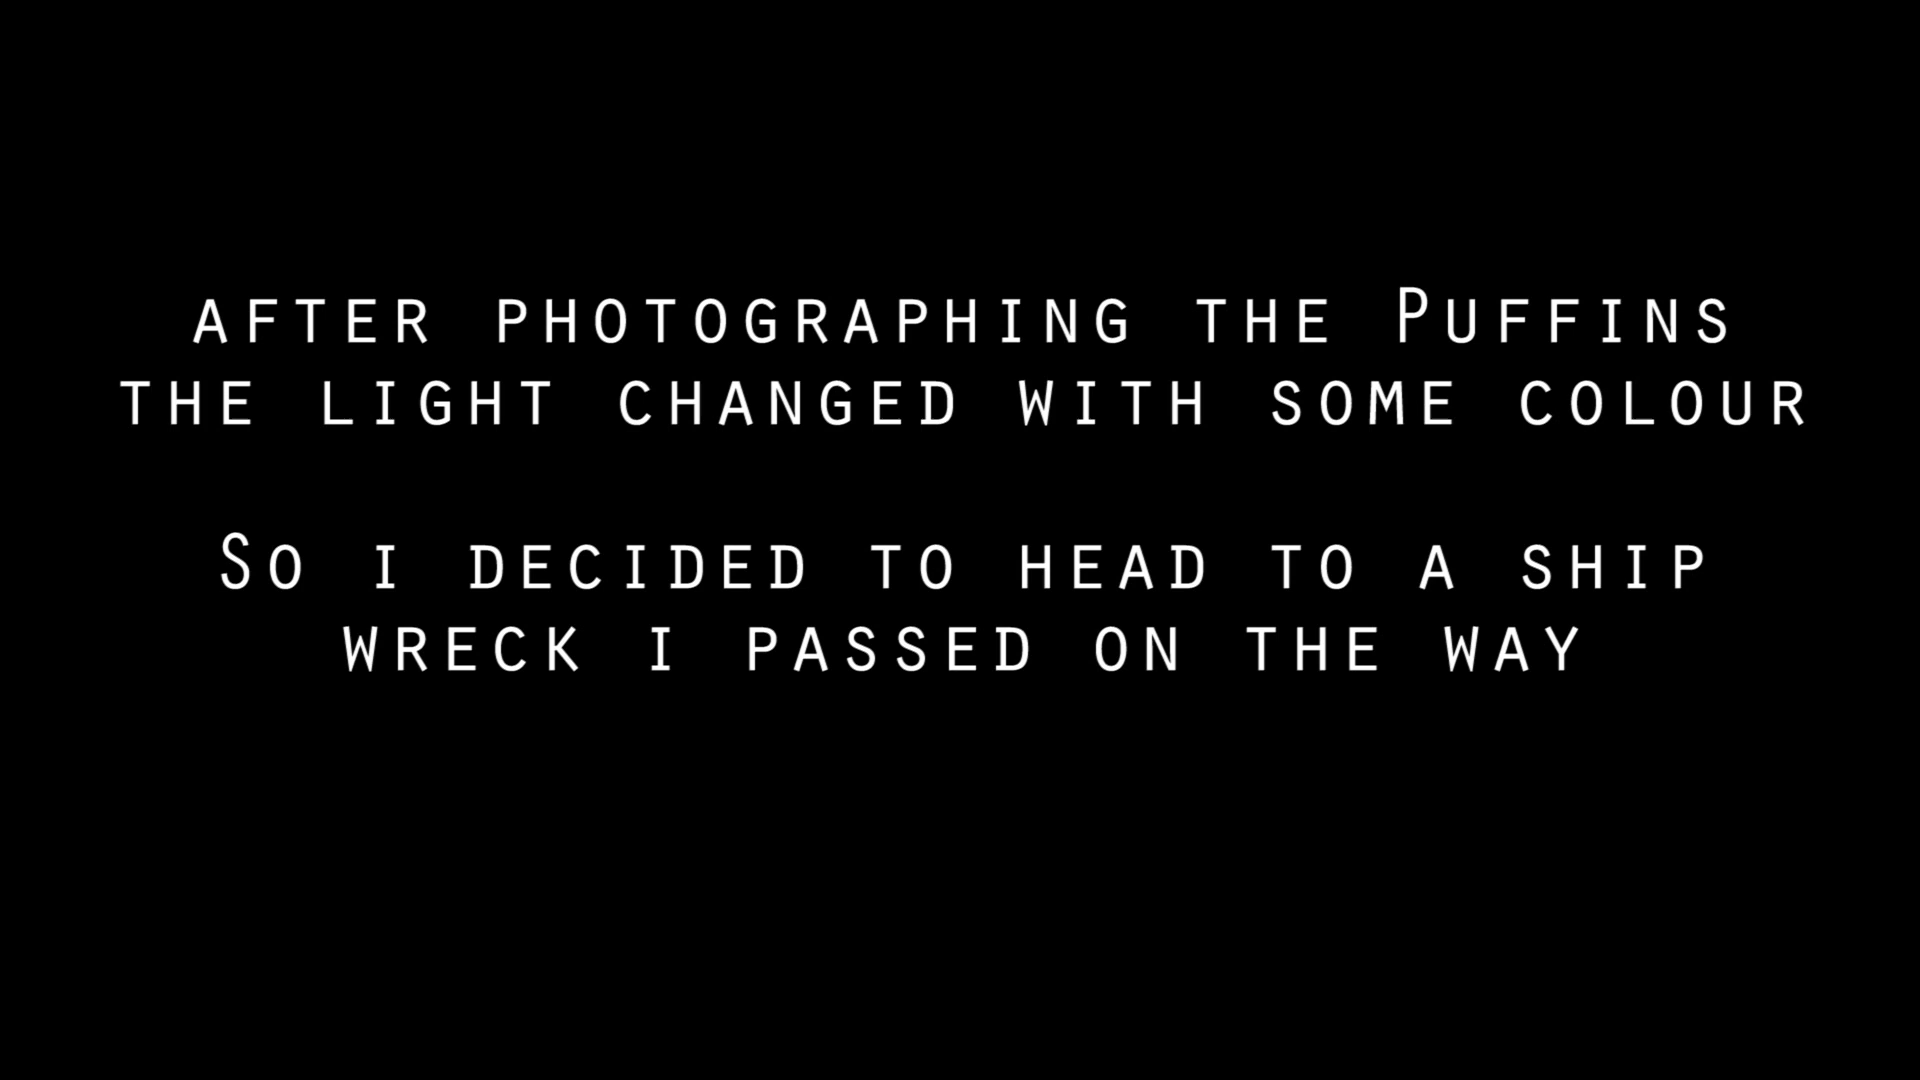 after photographing the Puffins
the light changed with some colour
So i decided to head to a ship
wreck i passed on the way